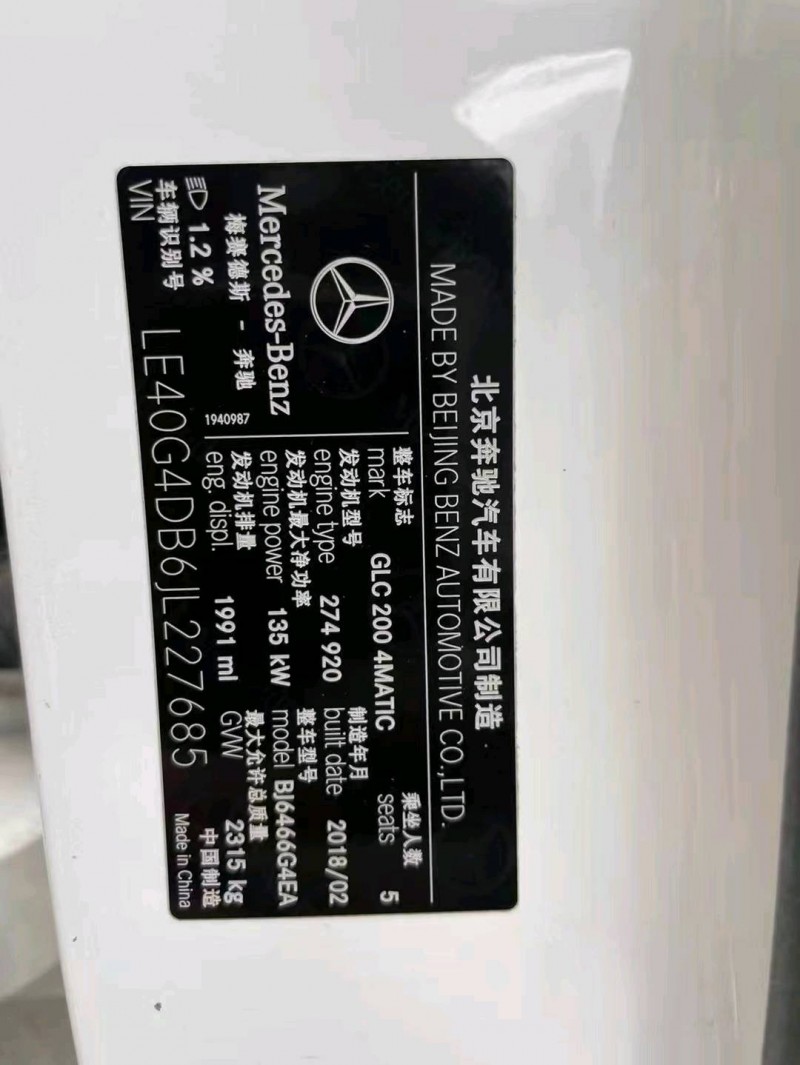 北京奔驰汽车有限公司制造
MADE BY BEIJING BENZ AUTOMOTIVE CO.,LTD.
Mercedes-Benz
梅赛德斯 - 奔驰
1.2 %
1940987
整车标志
mark GLC 200 4MATIC
乘坐人数
seats 5
发动机型号
engine type 274 920
制造年月
built date 2018/02
发动机最大净功率
engine power 135 kW
整车型号
model BJ6466G4EA
发动机排量
eng. displ. 1991 ml
最大允许总质量
GVW 2315 kg
车辆识别号
VIN LE40G4DB6JL227685
中国制造
Made in China